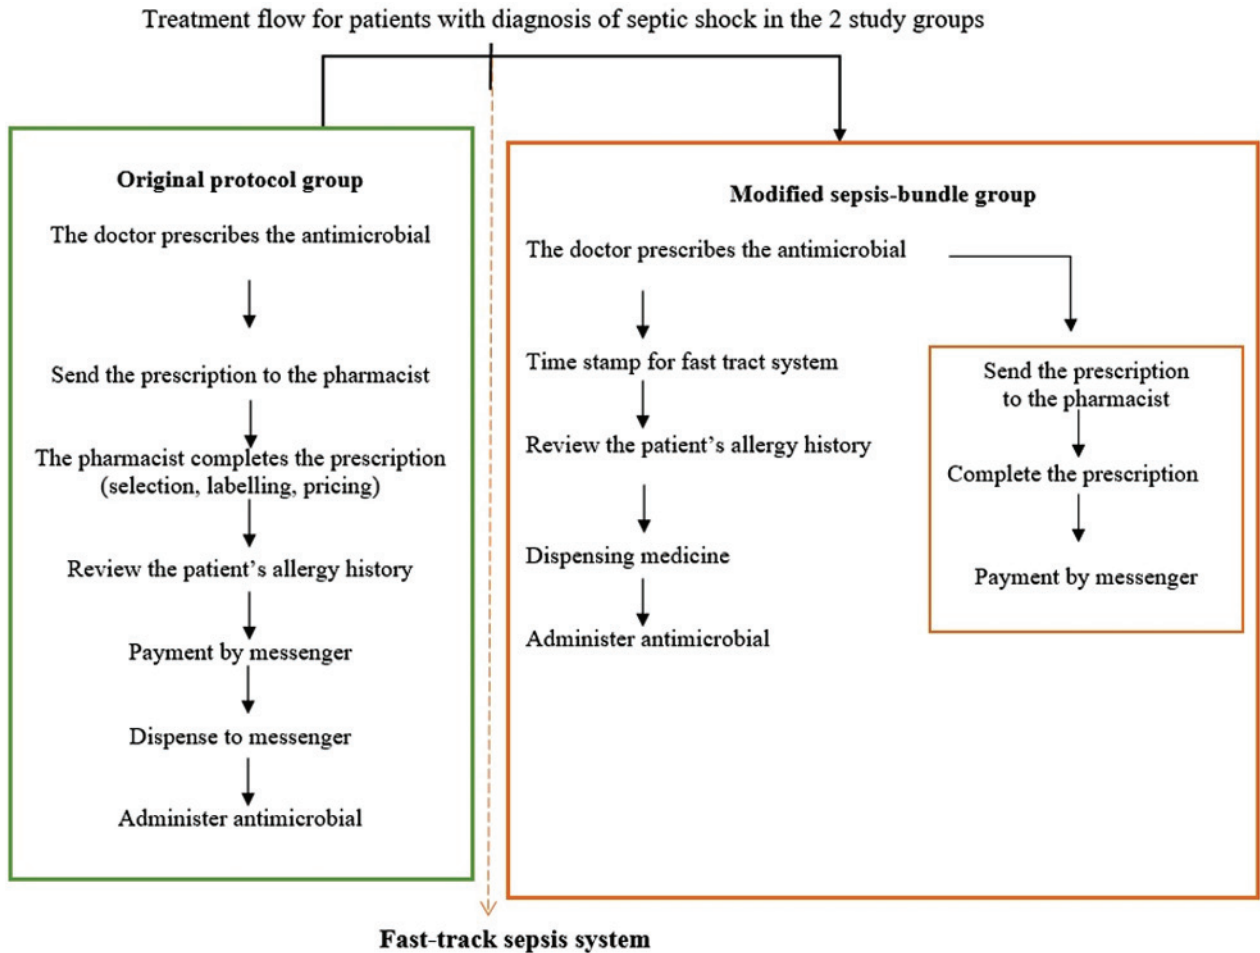 Treatment flow for patients with diagnosis of septic shock in the 2 study groups
Original protocol group
The doctor prescribes the antimicrobial
Send the prescription to the pharmacist
The pharmacist completes the prescription
(selection, labelling, pricing)
Review the patient’s allergy history
Payment by messenger
Dispense to messenger
Administer antimicrobial
Modified sepsis-bundle group
The doctor prescribes the antimicrobial
Time stamp for fast tract system
Review the patient’s allergy history
Dispensing medicine
Administer antimicrobial
Send the prescription
to the pharmacist
Complete the prescription
Payment by messenger
Fast-track sepsis system